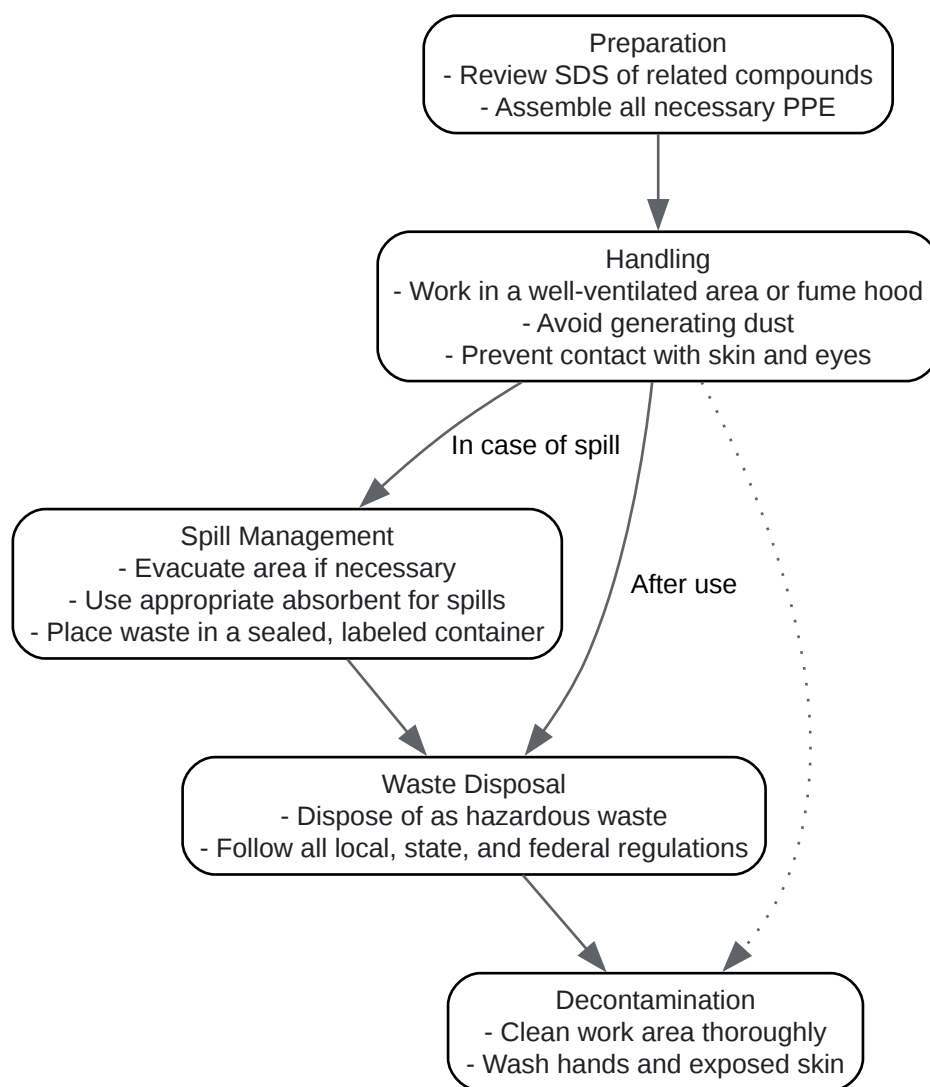 Preparation
- Review SDS of related compounds
- Assemble all necessary PPE
Handling
- Work in a well-ventilated area or fume hood
- Avoid generating dust
- Prevent contact with skin and eyes
In case of spill
Spill Management
- Evacuate area if necessary
- Use appropriate absorbent for spills
- Place waste in a sealed, labeled container
After use
Waste Disposal
- Dispose of as hazardous waste
- Follow all local, state, and federal regulations
Decontamination
- Clean work area thoroughly
- Wash hands and exposed skin